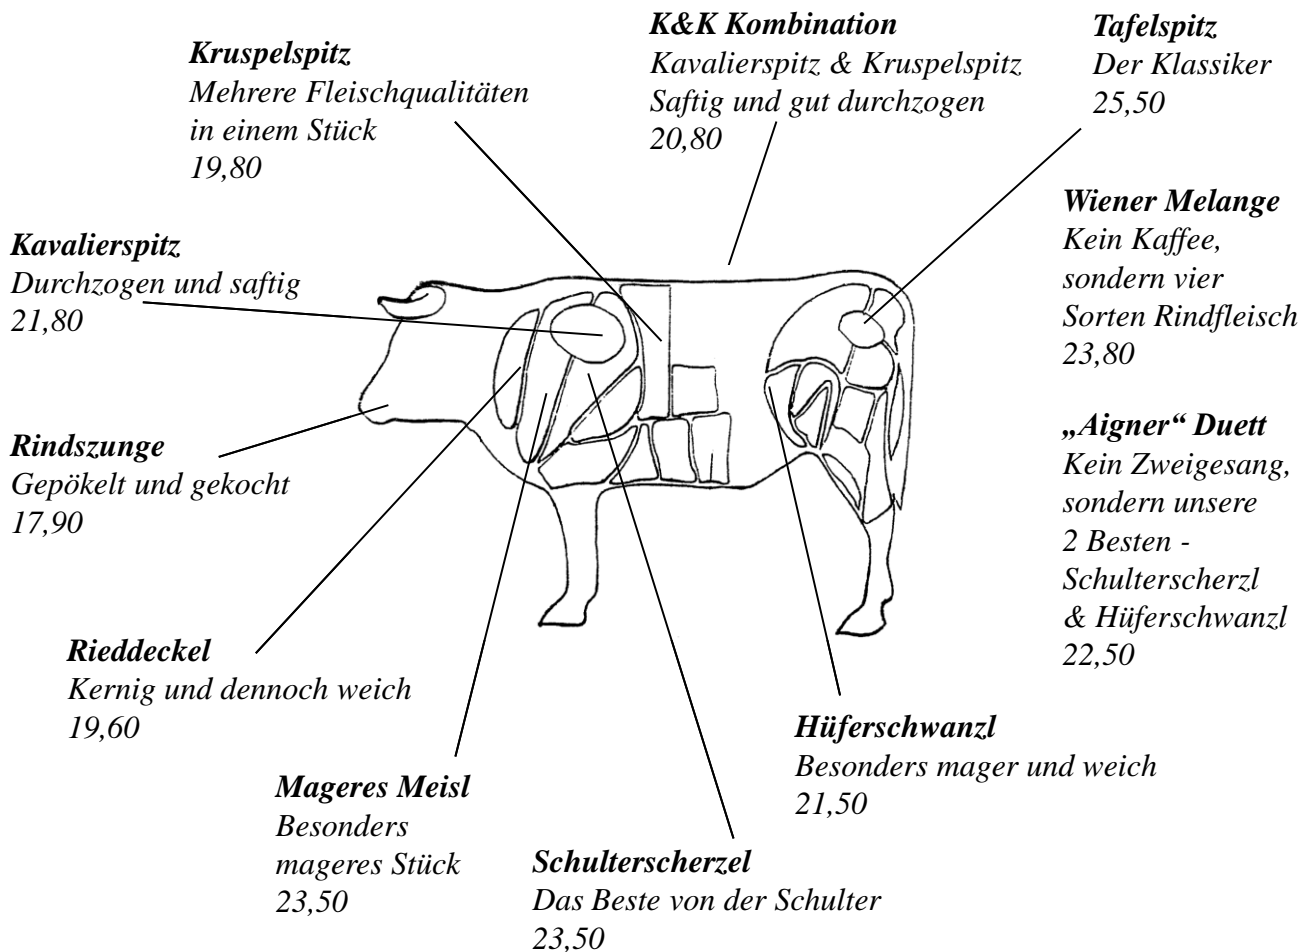 Kruspelspitz
Mehrere Fleischqualitäten
in einem Stück
19,80
K&K Kombination
Kavalierspitz & Kruspelspitz
Saftig und gut durchzogen
20,80
Tafelspitz
Der Klassiker
25,50
Kavalierspitz
Durchzogen und saftig
21,80
Wiener Melange
Kein Kaffee,
sondern vier
Sorten Rindfleisch
23,80
Rindszunge
Gepökelt und gekocht
17,90
„Aigner“ Duett
Kein Zweigesang,
sondern unsere
2 Besten -
Schulterscherzl
& Hüferschwanzl
22,50
Rieddeckel
Kernig und dennoch weich
19,60
Hüferschwanzl
Besonders mager und weich
21,50
Mageres Meisl
Besonders
mageres Stück
23,50
Schulterscherzel
Das Beste von der Schulter
23,50